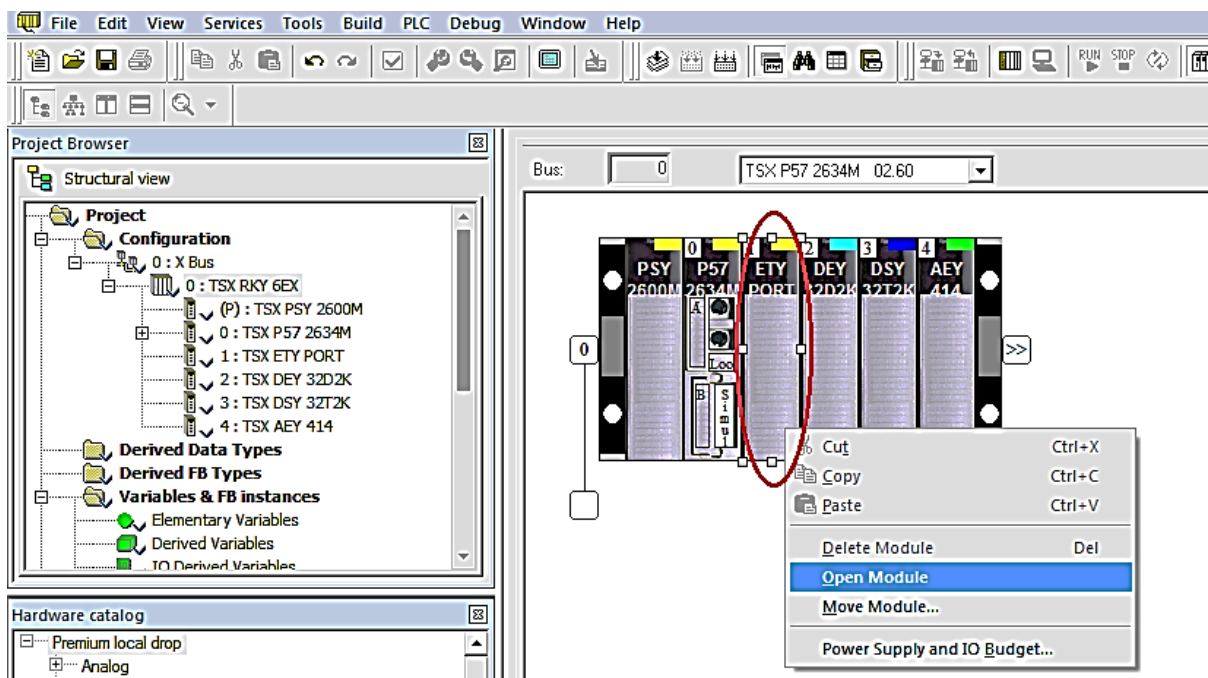 File Edit View Services Tools Build PLC Debug Window Help
RUN STOP
Project Browser
Structural view
Project
Configuration
0 : X Bus
0 : TSX RKY 6EX
(P) : TSX PSY 2600M
0 : TSX P57 2634M
1 : TSX ETY PORT
2 : TSX DEY 32D2K
3 : TSX DSY 32T2K
4 : TSX AEY 414
Derived Data Types
Derived FB Types
Variables & FB instances
Elementary Variables
Derived Variables
IO Derived Variables
Hardware catalog
Premium local drop
Analog
Bus: 0 TSX P57 2634M 02.60
0 1 2 3 4
PSY P57 ETY DEY DSY AEY
2600M 2634M PORT 32D2K 32T2K 414
A
Loo
B Simul
0 >>
Cut Ctrl+X
Copy Ctrl+C
Paste Ctrl+V
Delete Module Del
Open Module
Move Module...
Power Supply and IO Budget...